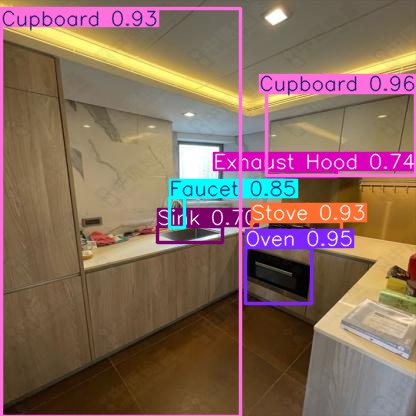 Cupboard 0.93
Cupboard 0.96
Exhaust Hood 0.74
Faucet 0.85
Sink 0.70
Stove 0.93
Oven 0.95